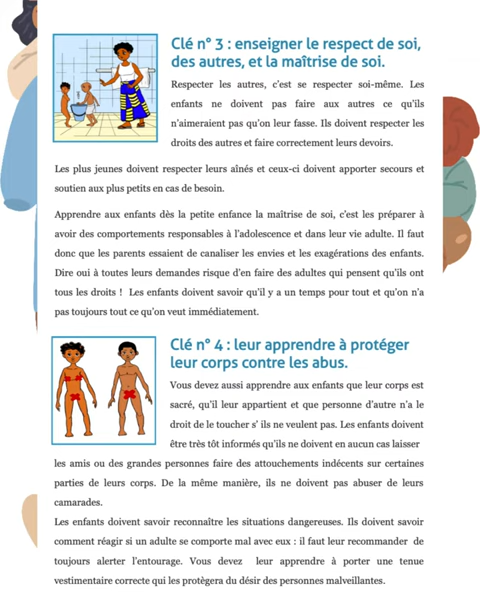 Clé n° 3 : enseigner le respect de soi,
des autres, et la maîtrise de soi.
Respecter les autres, c'est se respecter soi-même. Les
enfants ne doivent pas faire aux autres ce qu'ils
n'aimeraient pas qu'on leur fasse. Ils doivent respecter les
droits des autres et faire correctement leurs devoirs.
Les plus jeunes doivent respecter leurs aînés et ceux-ci doivent apporter secours et
soutien aux plus petits en cas de besoin.
Apprendre aux enfants dès la petite enfance la maîtrise de soi, c'est les préparer à
avoir des comportements responsables à l'adolescence et dans leur vie adulte. Il faut
donc que les parents essaient de canaliser les envies et les exagérations des enfants.
Dire oui à toutes leurs demandes risque d'en faire des adultes qui pensent qu'ils ont
tous les droits ! Les enfants doivent savoir qu'il y a un temps pour tout et qu'on n'a
pas toujours tout ce qu'on veut immédiatement.
Clé n° 4 : leur apprendre à protéger
leur corps contre les abus.
Vous devez aussi apprendre aux enfants que leur corps est
sacré, qu'il leur appartient et que personne d'autre n'a le
droit de le toucher s' ils ne veulent pas. Les enfants doivent
être très tôt informés qu'ils ne doivent en aucun cas laisser
les amis ou des grandes personnes faire des attouchements indécents sur certaines
parties de leurs corps. De la même manière, ils ne doivent pas abuser de leurs
camarades.
Les enfants doivent savoir reconnaître les situations dangereuses. Ils doivent savoir
comment réagir si un adulte se comporte mal avec eux : il faut leur recommander de
toujours alerter l'entourage. Vous devez leur apprendre à porter une tenue
vestimentaire correcte qui les protègera du désir des personnes malveillantes.